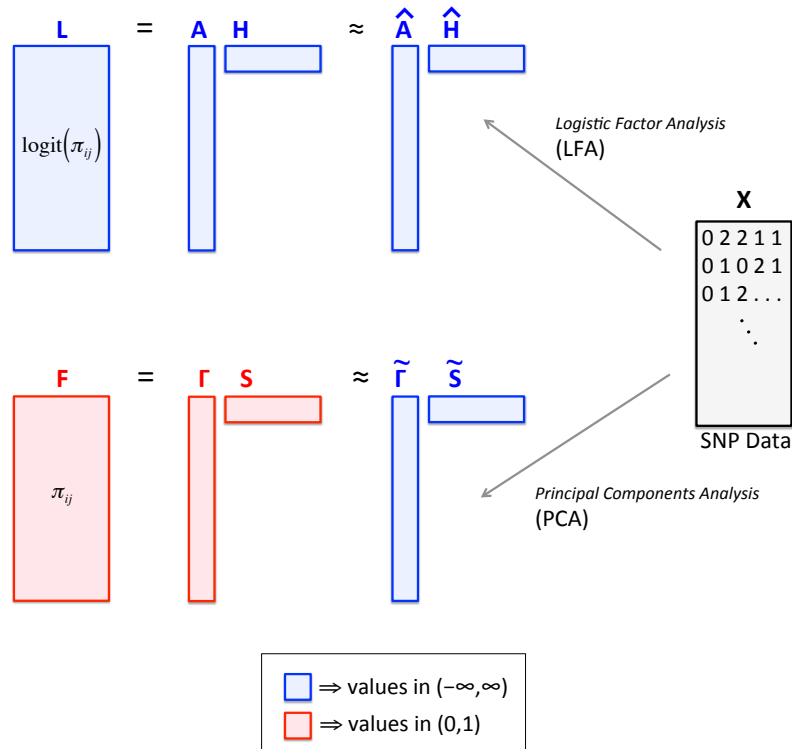 L = A H ≈ Â Ĥ
logit(π_ij)
Logistic Factor Analysis
(LFA)
X
0 2 2 1 1
0 1 0 2 1
0 1 2 . . .
⋱
SNP Data
F = Γ S ≈ Γ̃ S̃
π_ij
Principal Components Analysis
(PCA)
⇒ values in (−∞,∞)
⇒ values in (0,1)